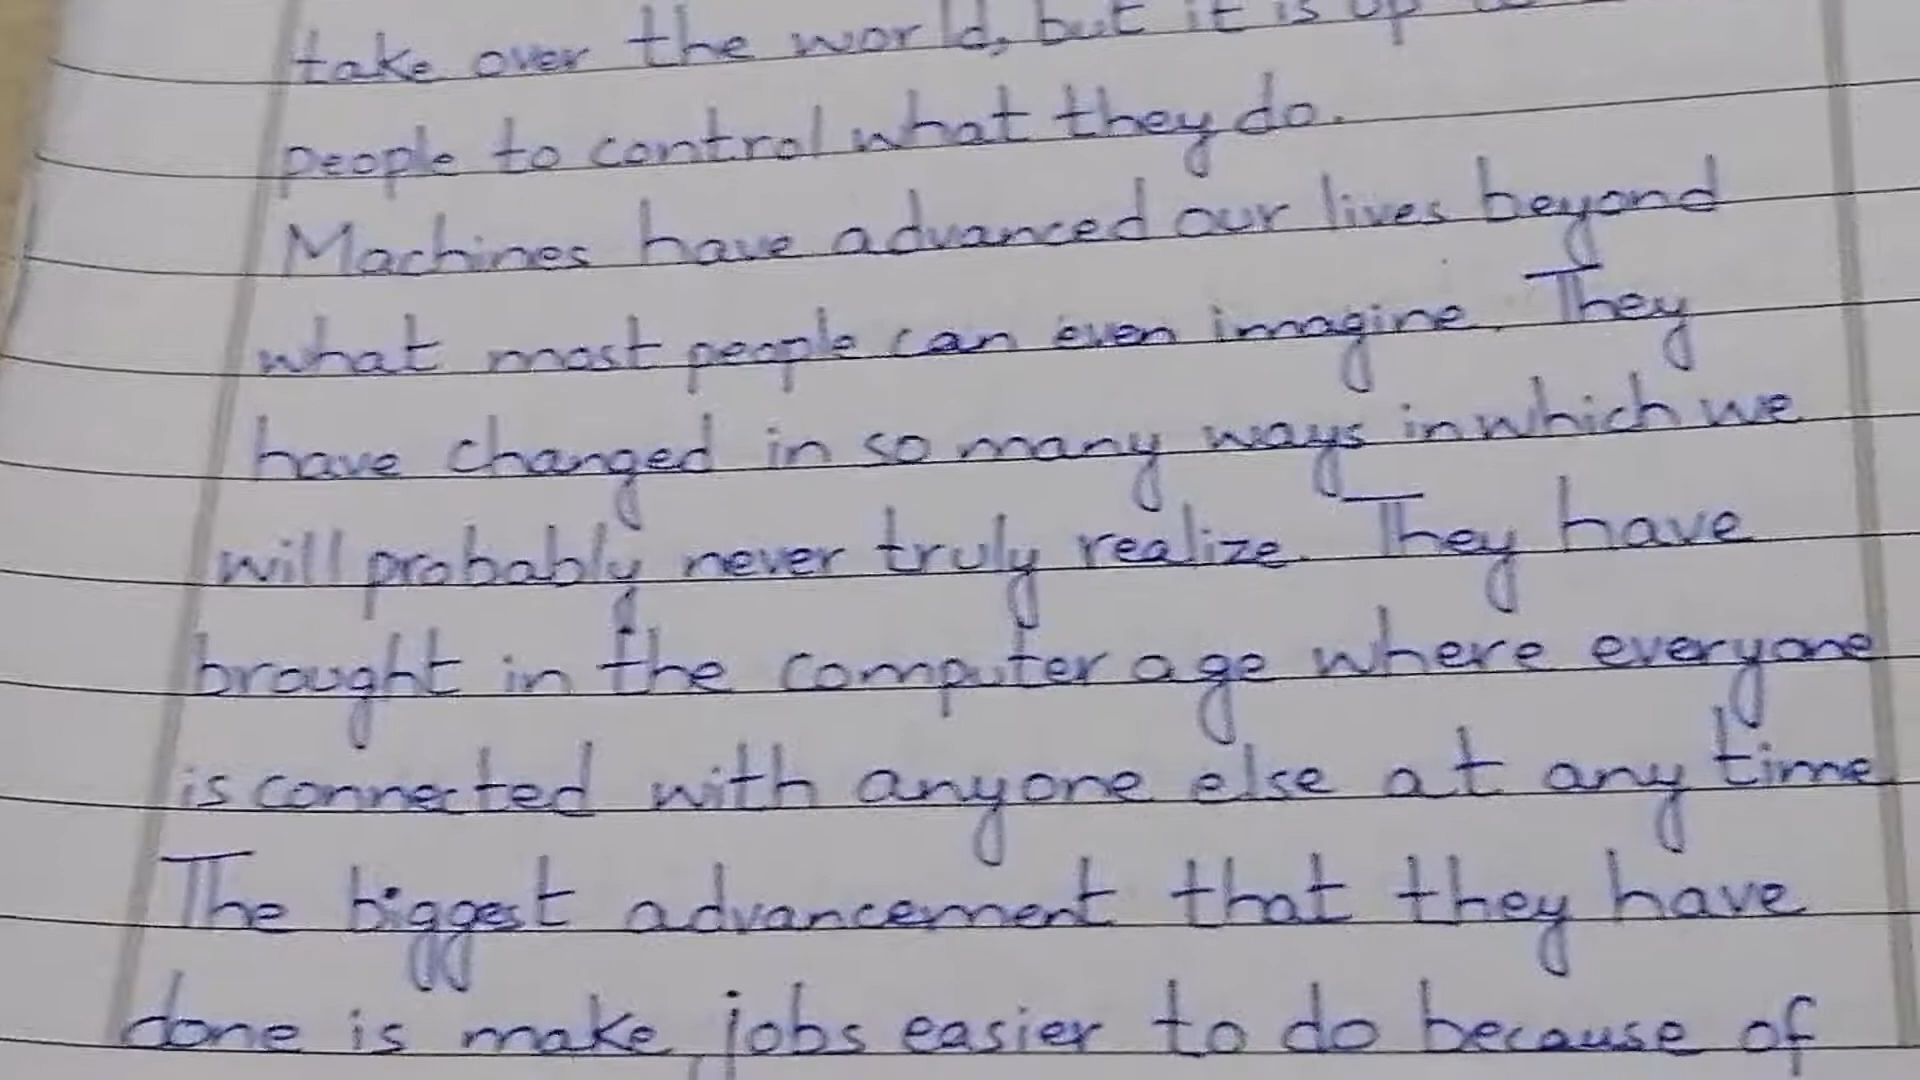 take over the world, but it is up to
people to control what they do.
Machines have advanced our lives beyond
what most people can even imagine. They
have changed in so many ways in which we
will probably never truly realize. They have
brought in the computer age where everyone
is connected with anyone else at any time
The biggest advancement that they have
done is make jobs easier to do because of